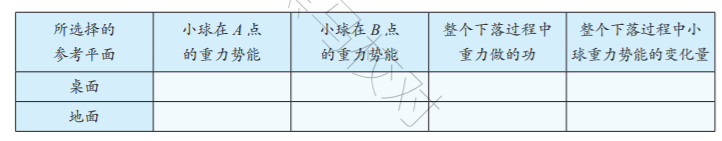 所选择的
参考平面
小球在 A 点
的重力势能
小球在 B 点
的重力势能
整个下落过程中
重力做的功
整个下落过程中小
球重力势能的变化量
桌面
地面